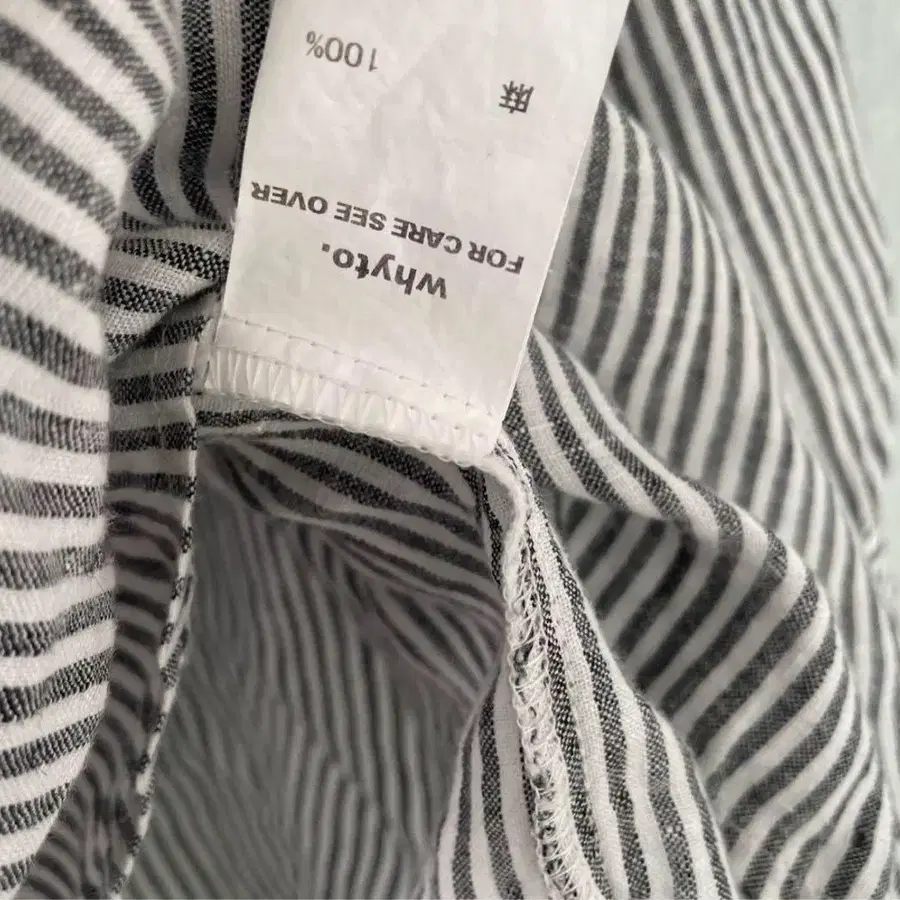 whyto.
FOR CARE SEE OVER
麻 100%